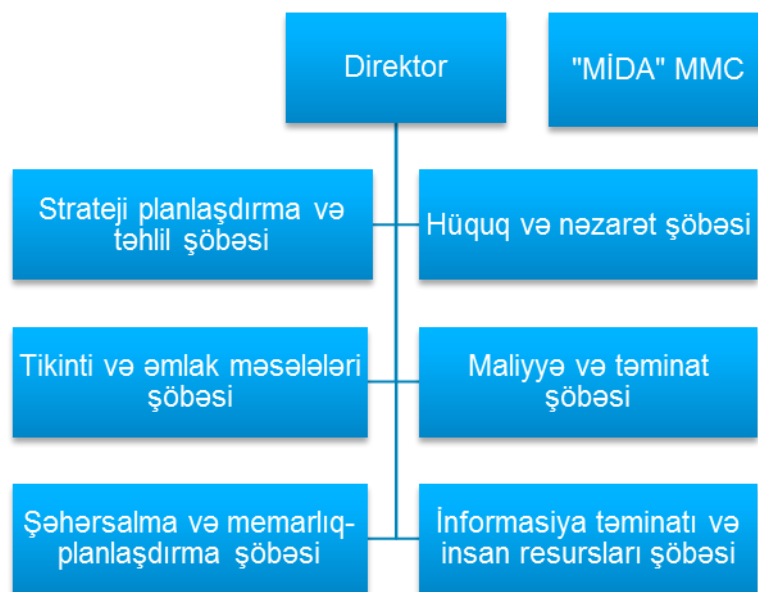 Direktor
"MİDA" MMC
Strateji planlaşdırma və
təhlil şöbəsi
Hüquq və nəzarət şöbəsi
Tikinti və əmlak məsələləri
şöbəsi
Maliyyə və təminat
şöbəsi
Şəhərsalma və memarlıq-
planlaşdırma şöbəsi
İnformasiya təminatı və
insan resursları şöbəsi